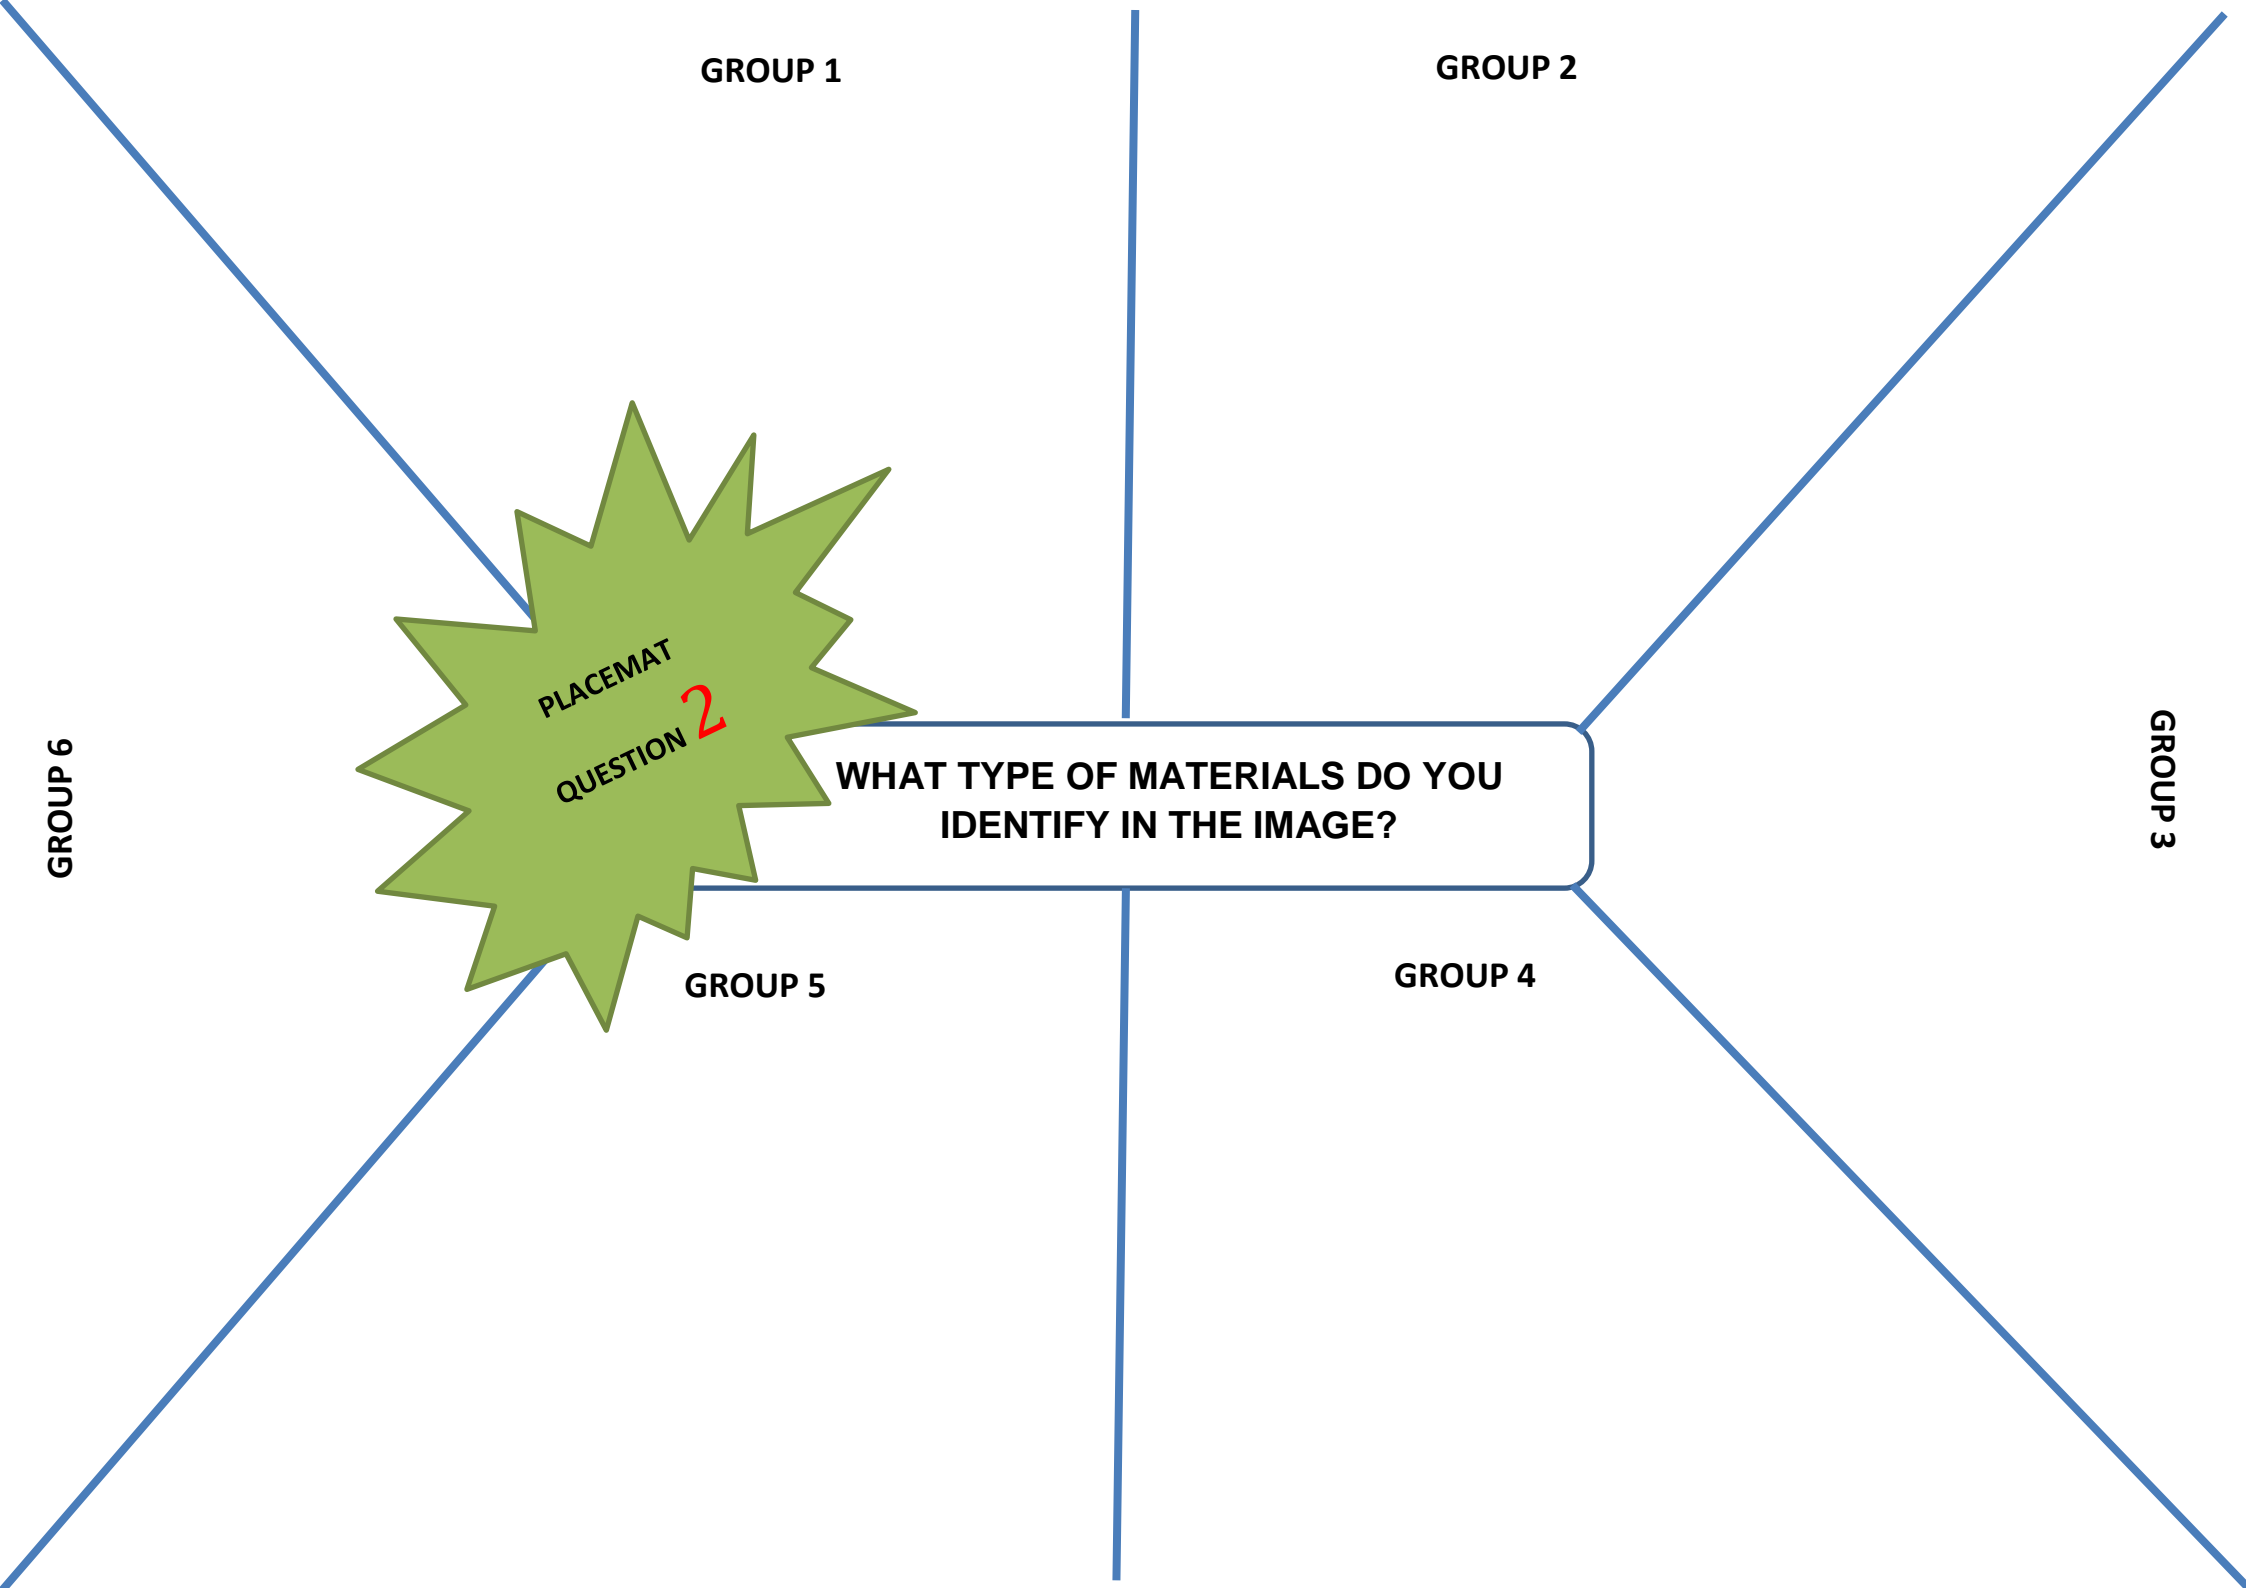 GROUP 1
GROUP 2
PLACEMAT
QUESTION 2
WHAT TYPE OF MATERIALS DO YOU
IDENTIFY IN THE IMAGE?
GROUP 6
GROUP 3
GROUP 5
GROUP 4